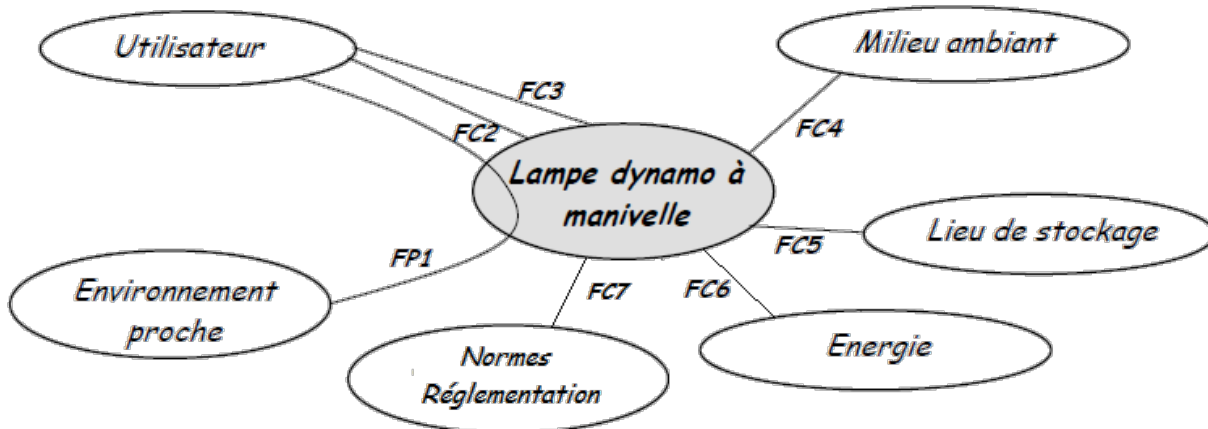 Utilisateur
Milieu ambiant
FC3
FC2
FC4
Lampe dynamo à
manivelle
Lieu de stockage
FC5
FP1
FC7
FC6
Environnement
proche
Energie
Normes
Réglementation